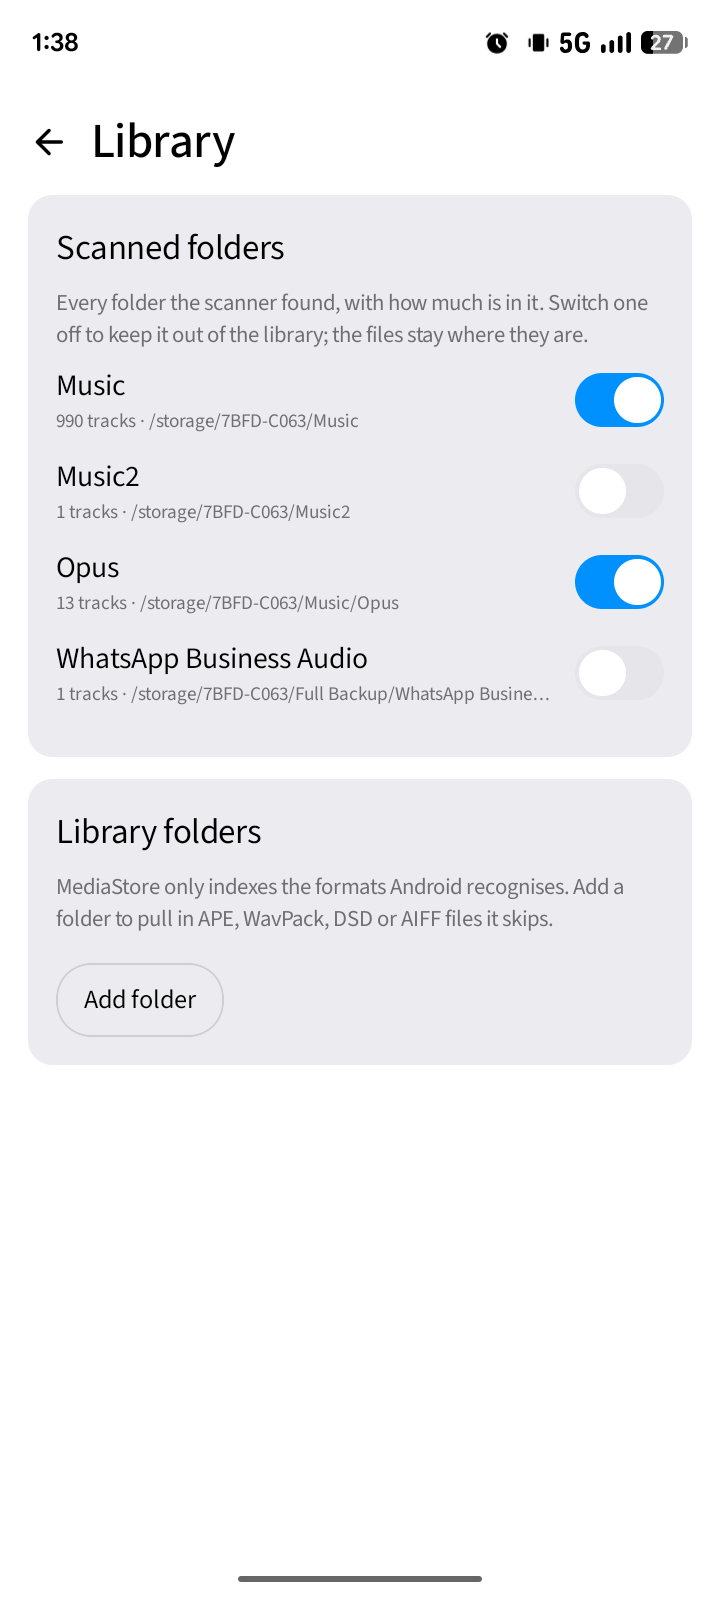 1:38
5G
27
Library
Scanned folders
Every folder the scanner found, with how much is in it. Switch one
off to keep it out of the library; the files stay where they are.
Music
990 tracks · /storage/7BFD-C063/Music
Music2
1 tracks · /storage/7BFD-C063/Music2
Opus
13 tracks · /storage/7BFD-C063/Music/Opus
WhatsApp Business Audio
1 tracks · /storage/7BFD-C063/Full Backup/WhatsApp Busine…
Library folders
MediaStore only indexes the formats Android recognises. Add a
folder to pull in APE, WavPack, DSD or AIFF files it skips.
Add folder